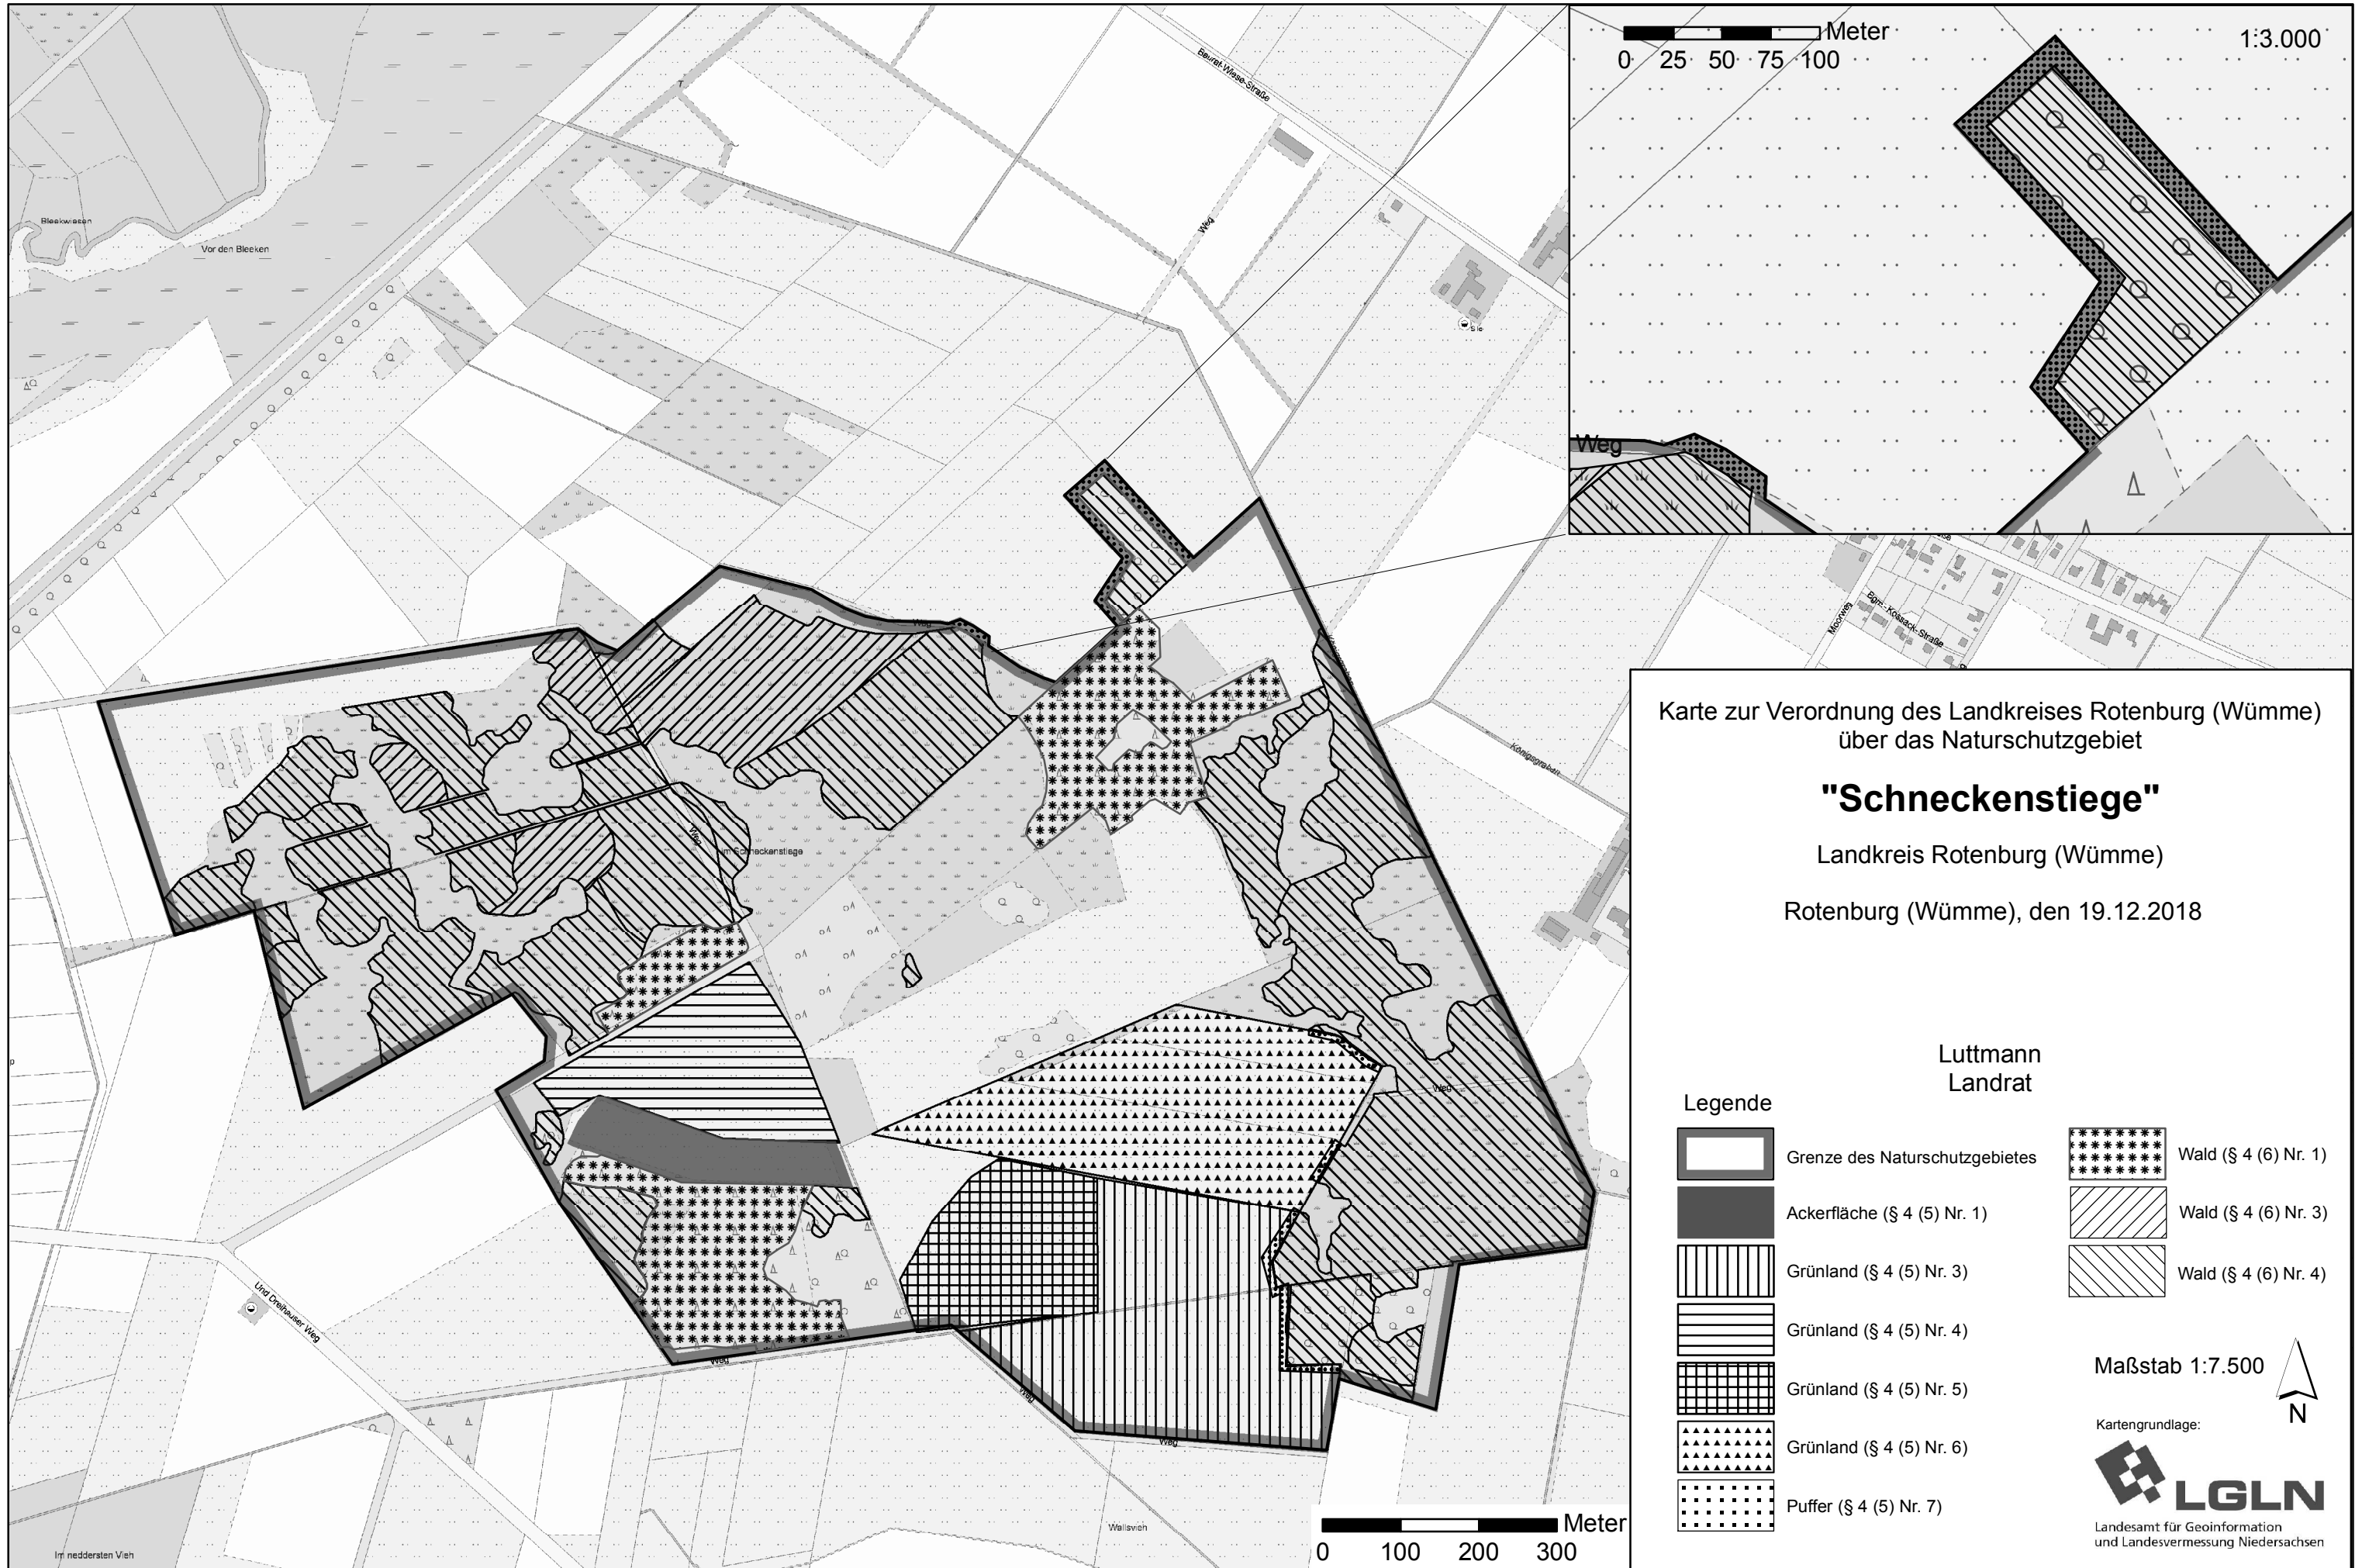 Bleekwiesen
Vor den Bleeken
Beurat-Wiese-Straße
Weg
Meter
0 25 50 75 100
1:3.000
Weg
Weg
Moorweg
Bgm.-Kossack-Straße
Königsgraben
Weg
Im Schneckenstiege
Weg
Weg
Weg
Weg
Und Dreihäuser Weg
Wallsvieh
Im neddersten Vieh
Meter
0 100 200 300
Karte zur Verordnung des Landkreises Rotenburg (Wümme)
über das Naturschutzgebiet
"Schneckenstiege"
Landkreis Rotenburg (Wümme)
Rotenburg (Wümme), den 19.12.2018
Luttmann
Landrat
Legende
Grenze des Naturschutzgebietes
Ackerfläche (§ 4 (5) Nr. 1)
Grünland (§ 4 (5) Nr. 3)
Grünland (§ 4 (5) Nr. 4)
Grünland (§ 4 (5) Nr. 5)
Grünland (§ 4 (5) Nr. 6)
Puffer (§ 4 (5) Nr. 7)
Wald (§ 4 (6) Nr. 1)
Wald (§ 4 (6) Nr. 3)
Wald (§ 4 (6) Nr. 4)
Maßstab 1:7.500
N
Kartengrundlage:
LGLN
Landesamt für Geoinformation
und Landesvermessung Niedersachsen